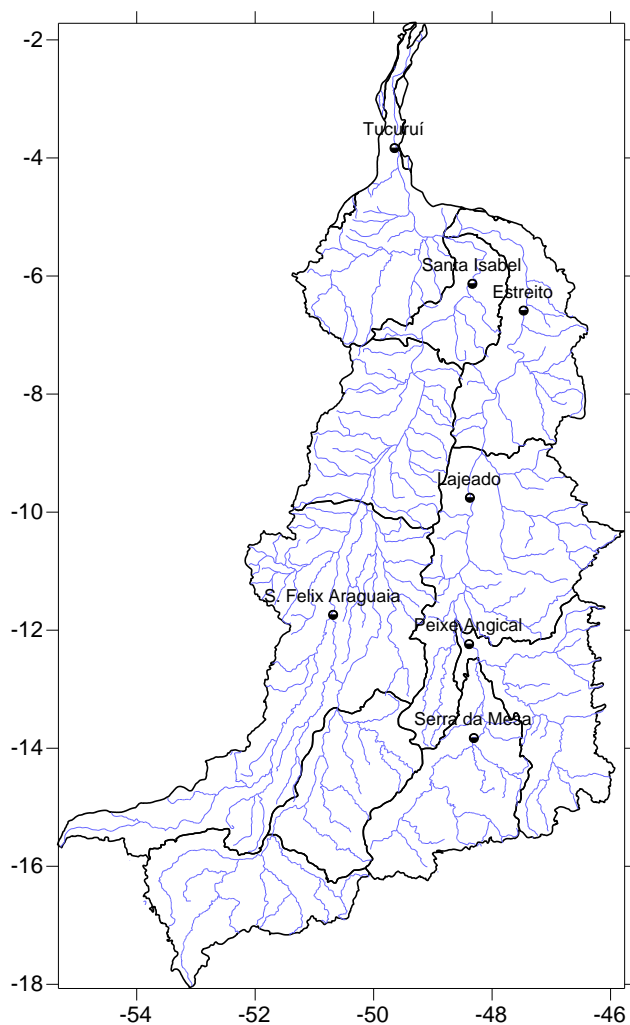 -2
Tucuruí
-4
Santa Isabel
-6
Estreito
-8
Lajeado
-10
S. Felix Araguaia
Peixe Angical
-12
Serra da Mesa
-14
-16
-18
-54 -52 -50 -48 -46